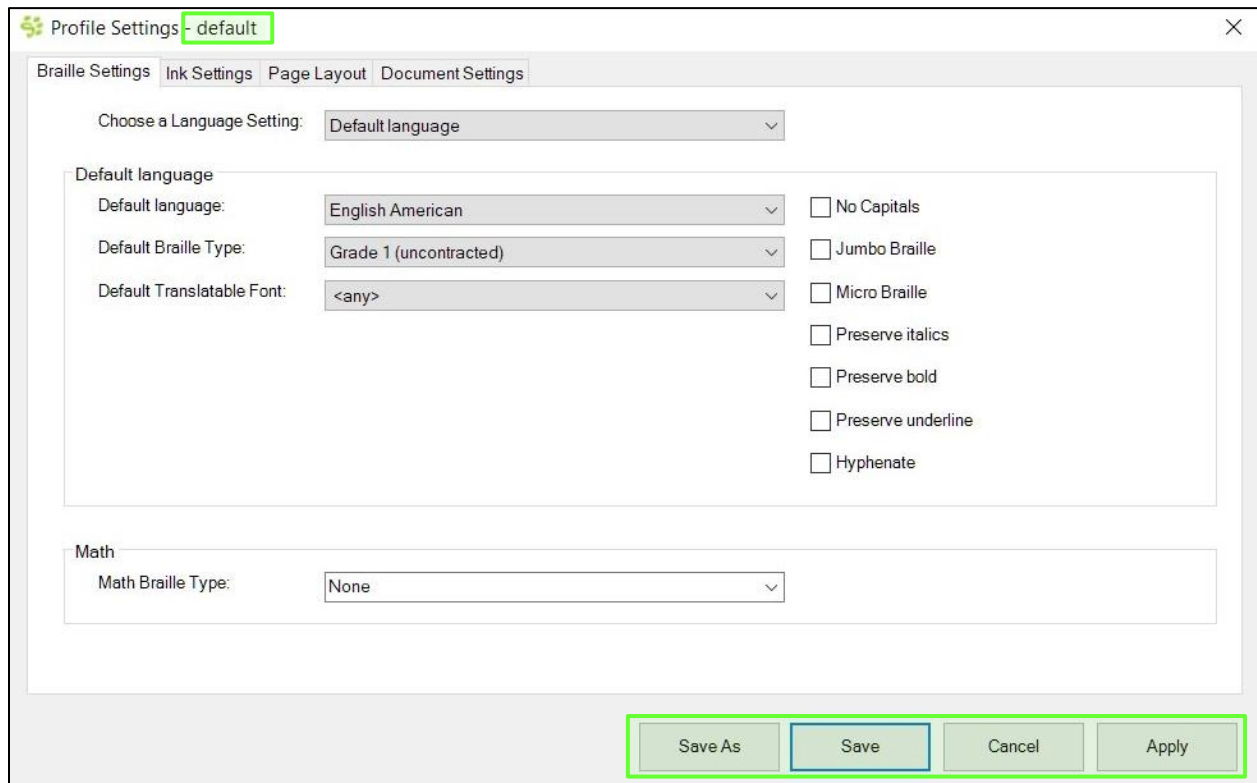 Profile Settings - default
Braille Settings Ink Settings Page Layout Document Settings
Choose a Language Setting: Default language
Default language
Default language: English American No Capitals
Default Braille Type: Grade 1 (uncontracted) Jumbo Braille
Default Translatable Font: <any> Micro Braille
Preserve italics
Preserve bold
Preserve underline
Hyphenate
Math
Math Braille Type: None
Save As Save Cancel Apply